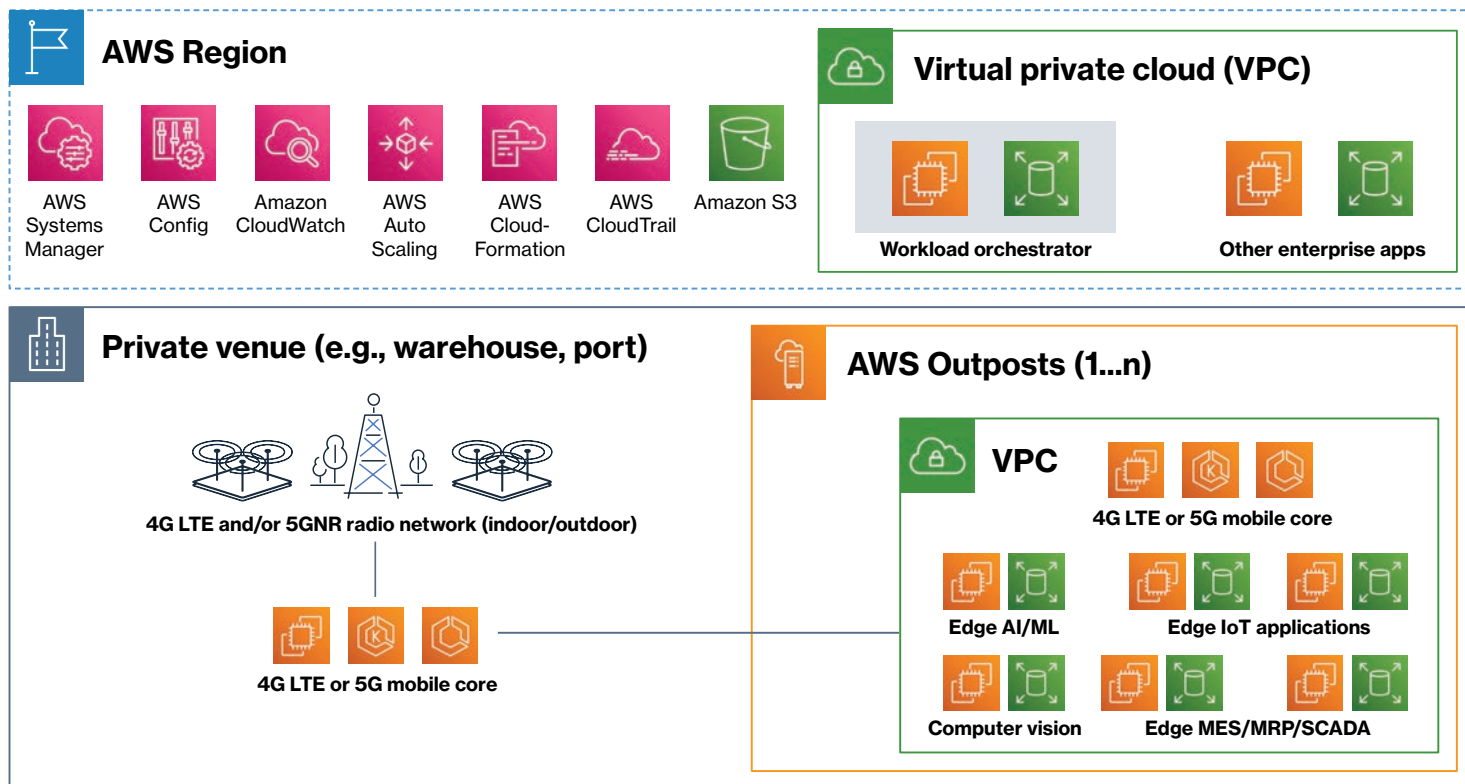 AWS Region
Virtual private cloud (VPC)
AWS
Systems
Manager
AWS
Config
Amazon
CloudWatch
AWS
Auto
Scaling
AWS
Cloud-
Formation
AWS
CloudTrail
Amazon S3
Workload orchestrator
Other enterprise apps
Private venue (e.g., warehouse, port)
4G LTE and/or 5GNR radio network (indoor/outdoor)
K
4G LTE or 5G mobile core
AWS Outposts (1...n)
VPC
K
4G LTE or 5G mobile core
Edge AI/ML
Edge IoT applications
Computer vision
Edge MES/MRP/SCADA